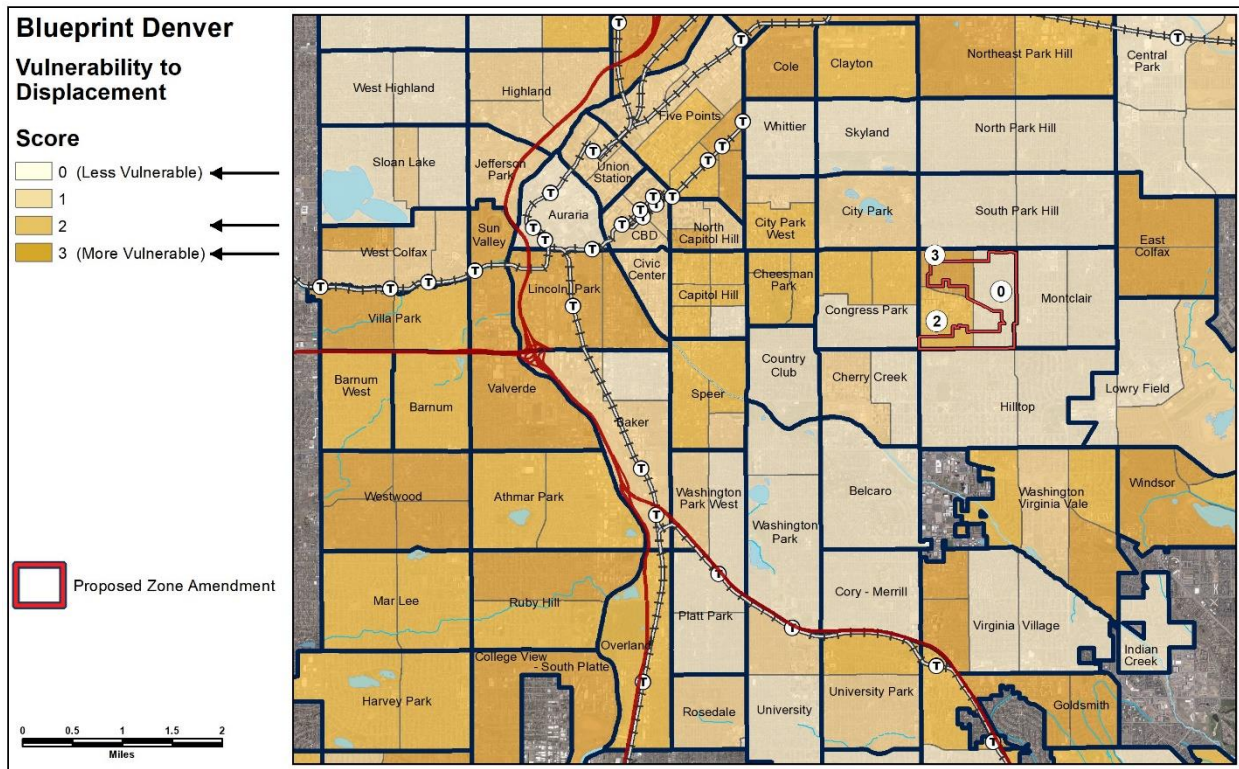 Blueprint Denver
Vulnerability to
Displacement
Score
0 (Less Vulnerable)
1
2
3 (More Vulnerable)
Proposed Zone Amendment
0 0.5 1 1.5 2
Miles
T
T
T
Cole
Clayton
Northeast Park Hill
Central
Park
West Highland
Highland
Five Points
T
Whittier
Skyland
North Park Hill
Sloan Lake
Jefferson
Park
T
Union
Station
T
T
T
Auraria
T
T
T
T
T
T
T
CBD
North
Capitol Hill
City Park
West
City Park
South Park Hill
East
Colfax
Sun
Valley
West Colfax
T
T
T
T
T
Civic
Center
Lincoln Park
T
Capitol Hill
Cheesman
Park
Congress Park
3
0
2
Montclair
Villa Park
Barnum
West
Barnum
Valverde
Baker
Speer
Country
Club
Cherry Creek
Hilltop
Lowry Field
Westwood
Athmar Park
T
T
Washington
Park West
Washington
Park
Belcaro
Washington
Virginia Vale
Windsor
Mar Lee
Ruby Hill
T
Platt Park
T
Cory - Merrill
Virginia Village
Indian
Creek
Overland
College View
- South Platte
Harvey Park
T
Rosedale
University
University Park
T
Goldsmith
T